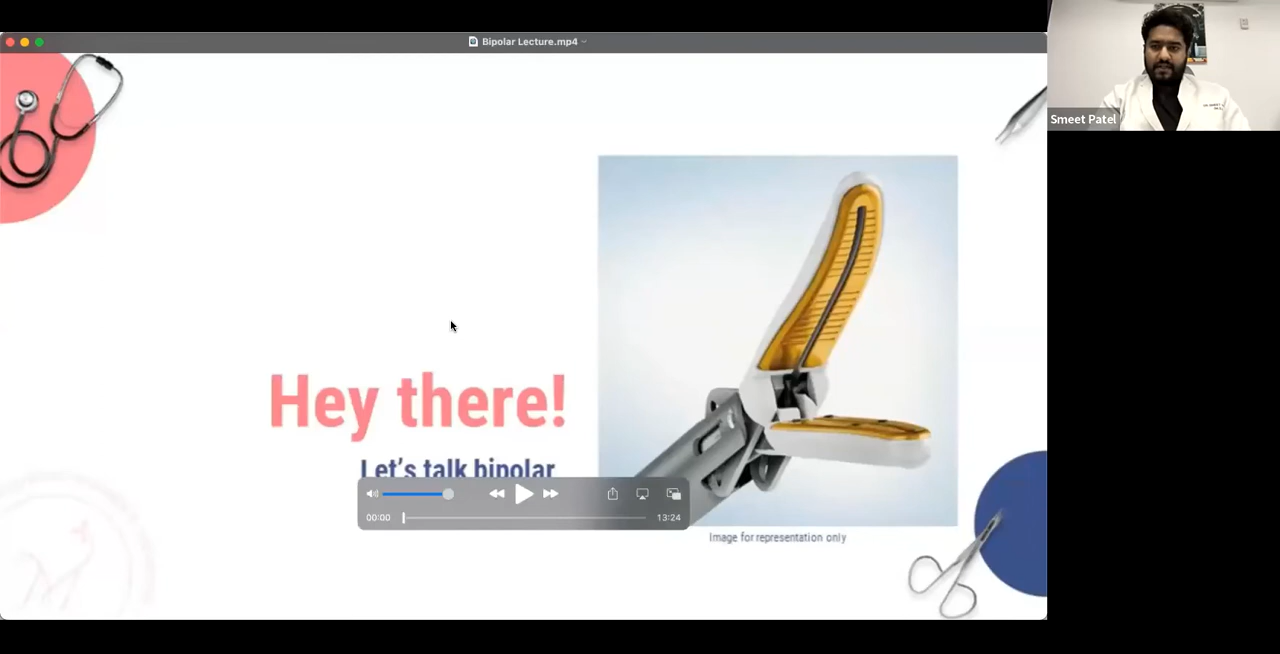 Bipolar Lecture.mp4
Smeet Patel
Hey there!
Let's talk bipolar
00:00
13:24
Image for representation only